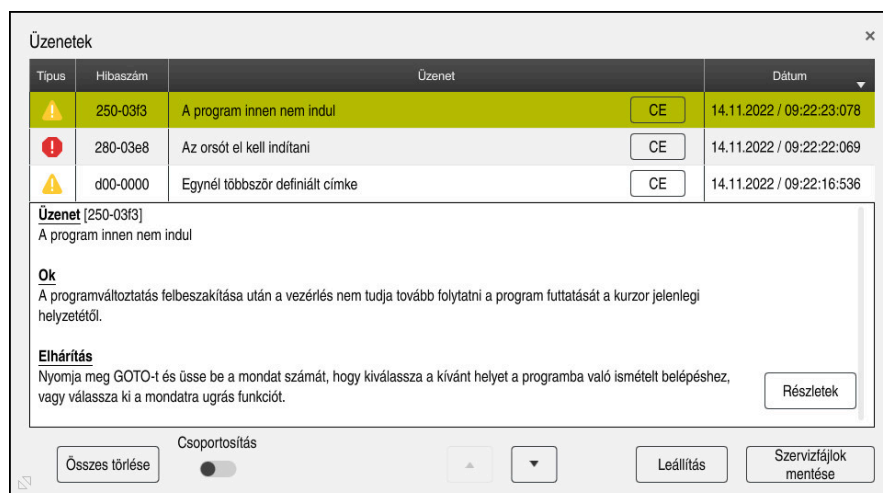 Üzenetek
Típus Hibaszám Üzenet Dátum
250-03f3 A program innen nem indul CE 14.11.2022 / 09:22:23:078
280-03e8 Az orsót el kell indítani CE 14.11.2022 / 09:22:22:069
d00-0000 Egynél többször definiált címke CE 14.11.2022 / 09:22:16:536
Üzenet [250-03f3]
A program innen nem indul
Ok
A programváltoztatás felbeszakítása után a vezérlés nem tudja tovább folytatni a program futtatását a kurzor jelenlegi
helyzetétől.
Elhárítás
Nyomja meg GOTO-t és üsse be a mondat számát, hogy kiválassza a kívánt helyet a programba való ismételt belépéshez,
vagy válassza ki a mondatra ugrás funkciót.
Részletek
Összes törlése
Csoportosítás
Leállítás
Szervizfájlok
mentése